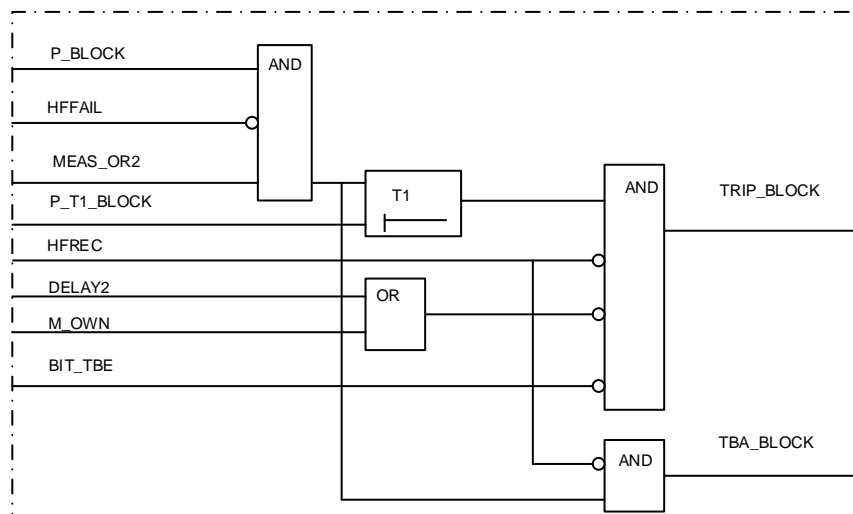 P_BLOCK
AND
HFFAIL
MEAS_OR2
T1
AND
TRIP_BLOCK
P_T1_BLOCK
HFREC
DELAY2
OR
M_OWN
BIT_TBE
TBA_BLOCK
AND